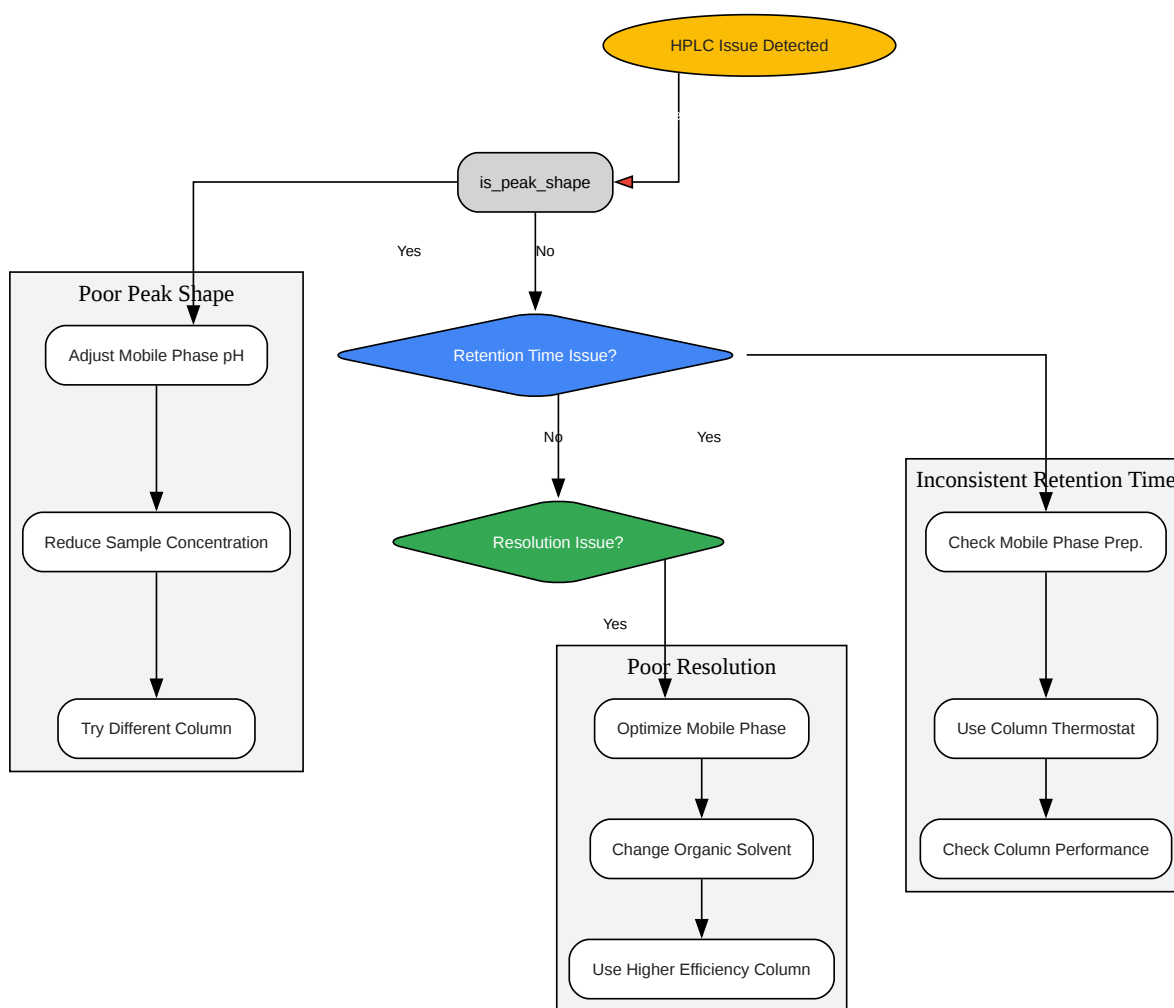 HPLC Issue Detected
is_peak_shape
Yes
No
Poor Peak Shape
Adjust Mobile Phase pH
Retention Time Issue?
No
Yes
Inconsistent Retention Time
Reduce Sample Concentration
Resolution Issue?
Check Mobile Phase Prep.
Yes
Poor Resolution
Try Different Column
Optimize Mobile Phase
Use Column Thermostat
Change Organic Solvent
Check Column Performance
Use Higher Efficiency Column